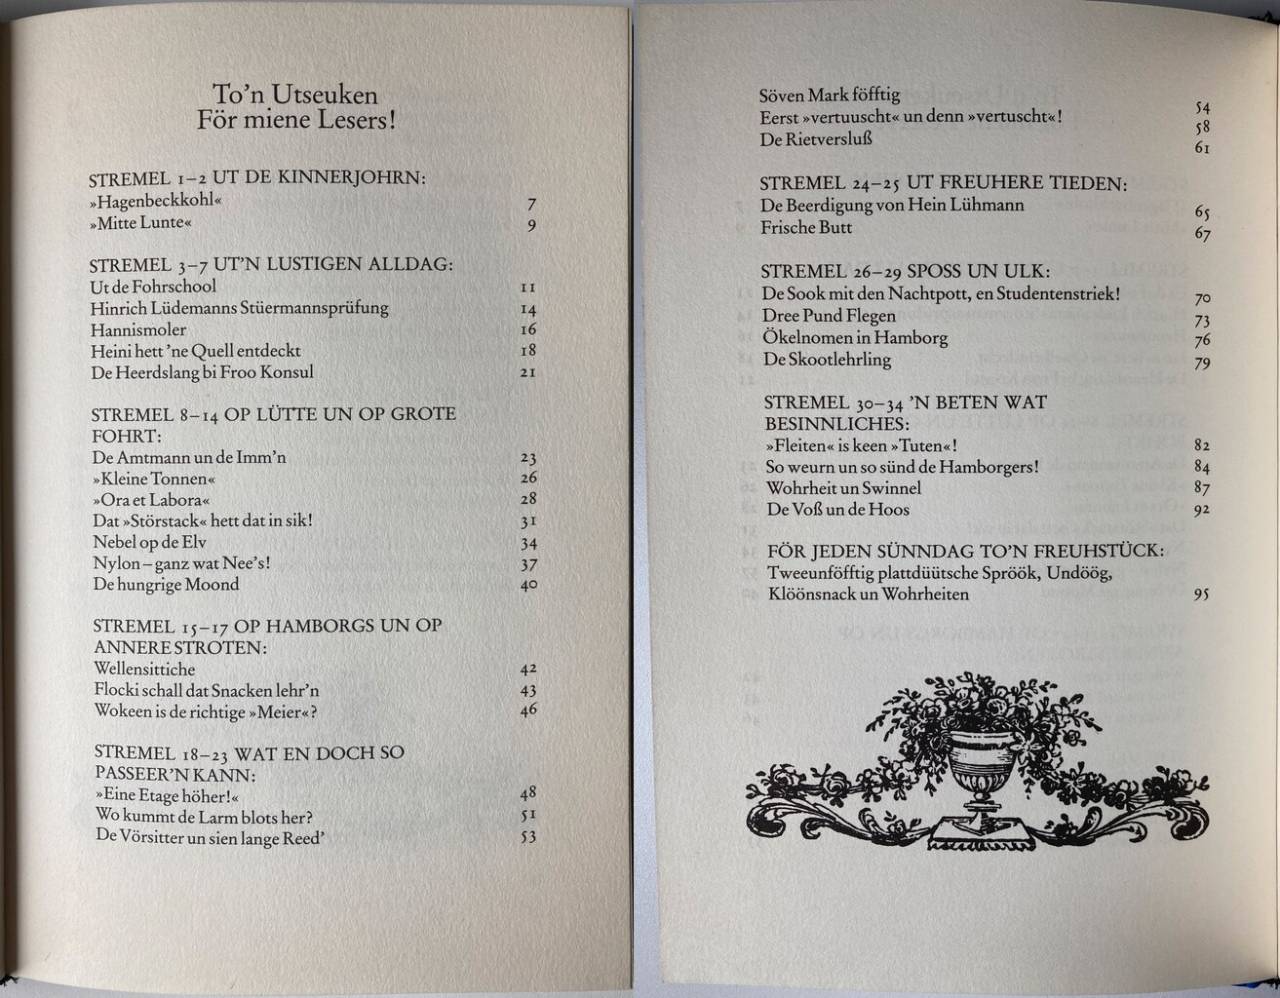 To'n Utseuken
För miene Lesers!
STREMEL 1–2 UT DE KINNERJOHRN:
»Hagenbeckkohl« 7
»Mitte Lunte« 9
STREMEL 3–7 UT'N LUSTIGEN ALLDAG:
Ut de Fohrschool 11
Hinrich Lüdemanns Stüermannsprüfung 14
Hannismoler 16
Heini hett 'ne Quell entdeckt 18
De Heerdslang bi Froo Konsul 21
STREMEL 8–14 OP LÜTTE UN OP GROTE
FOHRT:
De Amtmann un de Imm'n 23
»Kleine Tonnen« 26
»Ora et Labora« 28
Dat »Störstack« hett dat in sik! 31
Nebel op de Elv 34
Nylon – ganz wat Nee's! 37
De hungrige Moond 40
STREMEL 15–17 OP HAMBORGS UN OP
ANNERE STROTEN:
Wellensittiche 42
Flocki schall dat Snacken lehr'n 43
Wokeen is de richtige »Meier«? 46
STREMEL 18–23 WAT EN DOCH SO
PASSEER'N KANN:
»Eine Etage höher!« 48
Wo kummt de Larm blots her? 51
De Vörsitter un sien lange Reed' 53
Söven Mark föfftig 54
Eerst »vertuuscht« un denn »vertuscht«! 58
De Rietversluß 61
STREMEL 24–25 UT FREUHERE TIEDEN:
De Beerdigung von Hein Lühmann 65
Frische Butt 67
STREMEL 26–29 SPOSS UN ULK:
De Sook mit den Nachtpott, en Studentenstriek! 70
Dree Pund Flegen 73
Ökelnomen in Hamborg 76
De Skootlehrling 79
STREMEL 30–34 'N BETEN WAT
BESINNLICHES:
»Fleiten« is keen »Tuten«! 82
So weurn un so sünd de Hamborgers! 84
Wohrheit un Swinnel 87
De Voß un de Hoos 92
FÖR JEDEN SÜNNDAG TO'N FREUHSTÜCK:
Tweeunföfftig plattdüütsche Spröök, Undöög,
Klöönsnack un Wohrheiten 95